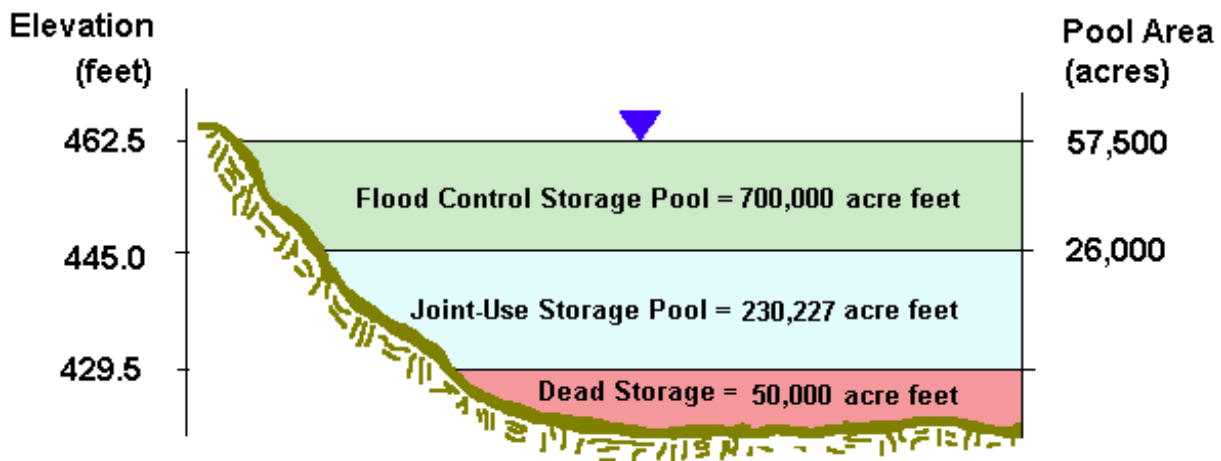 Elevation
(feet)
Pool Area
(acres)
462.5
57,500
Flood Control Storage Pool = 700,000 acre feet
445.0
26,000
Joint-Use Storage Pool = 230,227 acre feet
429.5
Dead Storage = 50,000 acre feet